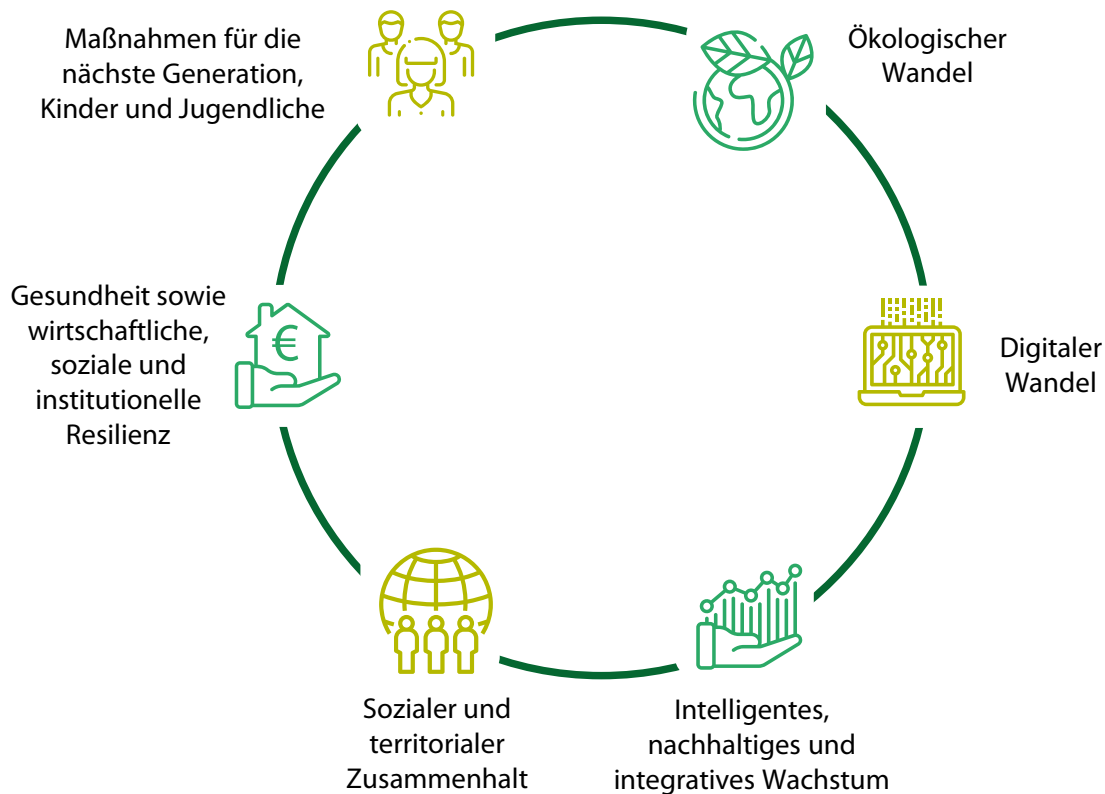 Maßnahmen für die
nächste Generation,
Kinder und Jugendliche
Ökologischer
Wandel
Gesundheit sowie
wirtschaftliche,
soziale und
institutionelle
Resilienz
€
Digitaler
Wandel
Sozialer und
territorialer
Zusammenhalt
Intelligentes,
nachhaltiges und
integratives Wachstum